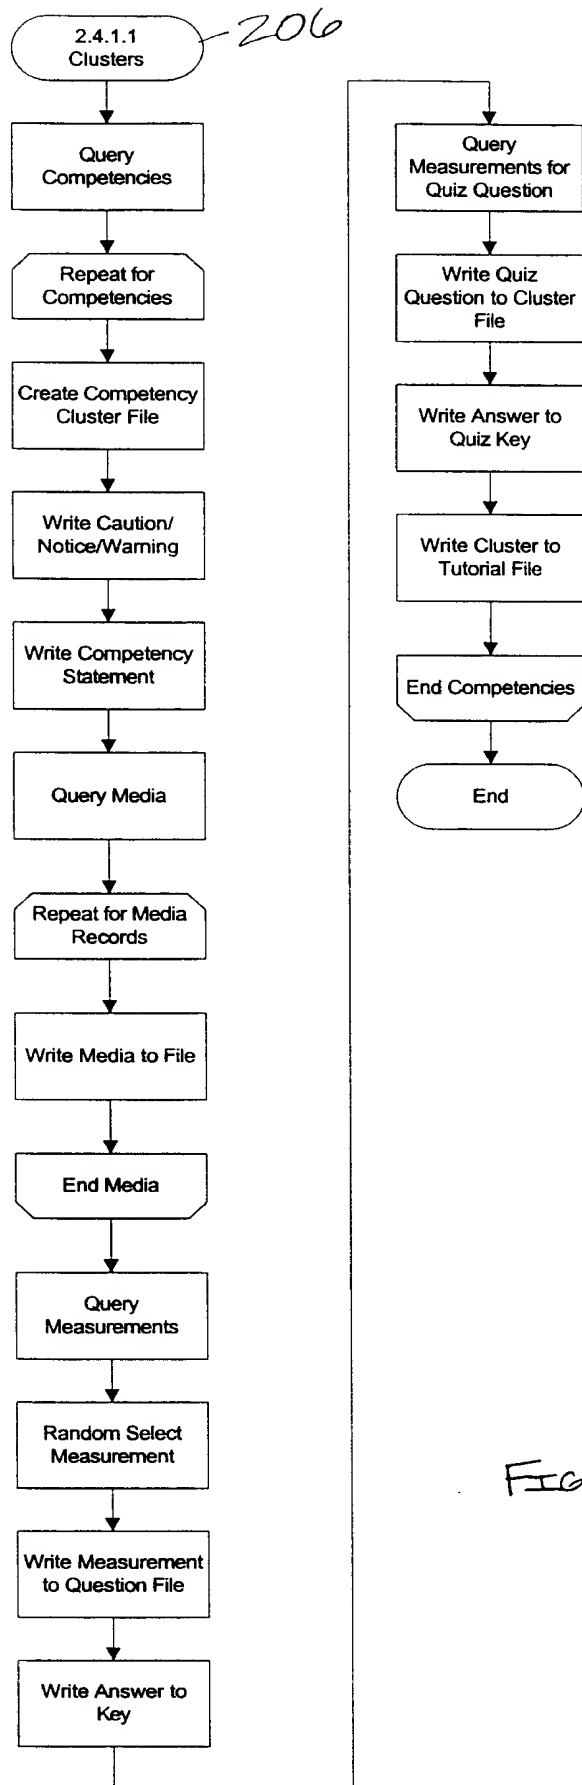 2.4.1.1
Clusters
206
Query
Competencies
Repeat for
Competencies
Create Competency
Cluster File
Write Caution/
Notice/Warning
Write Competency
Statement
Query Media
Repeat for Media
Records
Write Media to File
End Media
Query
Measurements
Random Select
Measurement
Write Measurement
to Question File
Write Answer to
Key
Query
Measurements for
Quiz Question
Write Quiz
Question to Cluster
File
Write Answer to
Quiz Key
Write Cluster to
Tutorial File
End Competencies
End
FIG